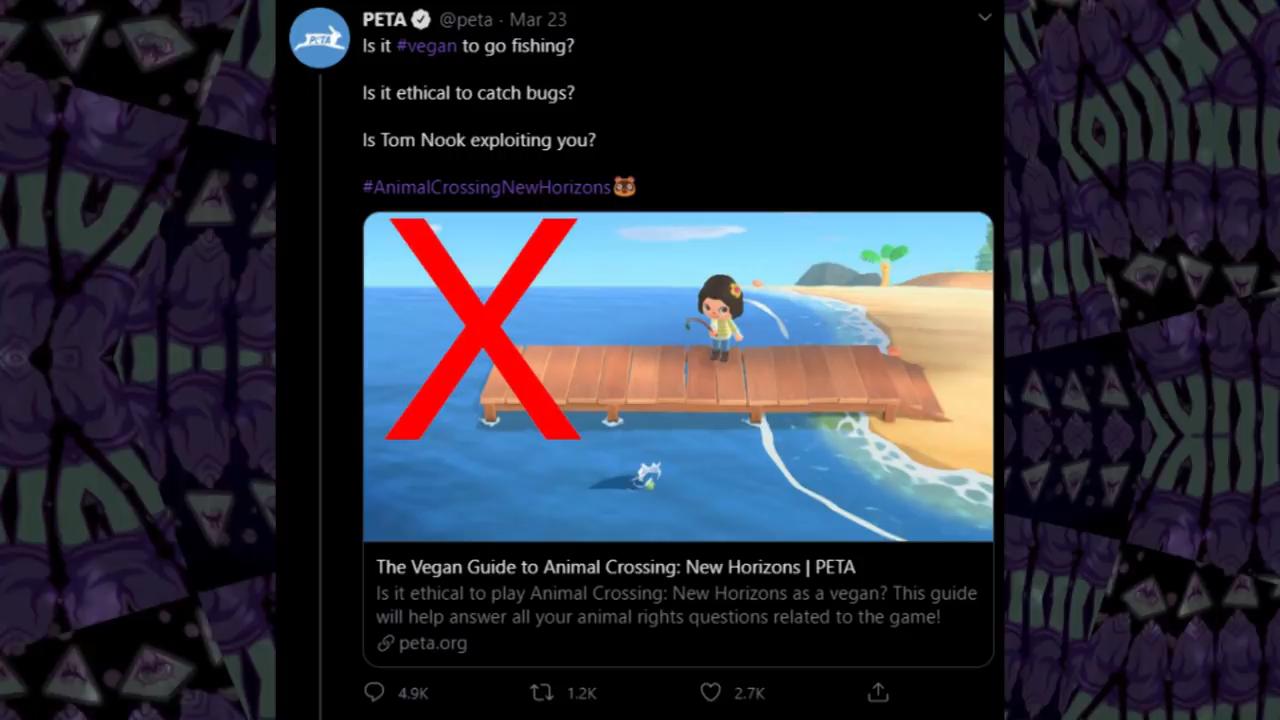 PETA @peta · Mar 23
Is it #vegan to go fishing?
Is it ethical to catch bugs?
Is Tom Nook exploiting you?
#AnimalCrossingNewHorizons
The Vegan Guide to Animal Crossing: New Horizons | PETA
Is it ethical to play Animal Crossing: New Horizons as a vegan? This guide
will help answer all your animal rights questions related to the game!
peta.org
4.9K 1.2K 2.7K